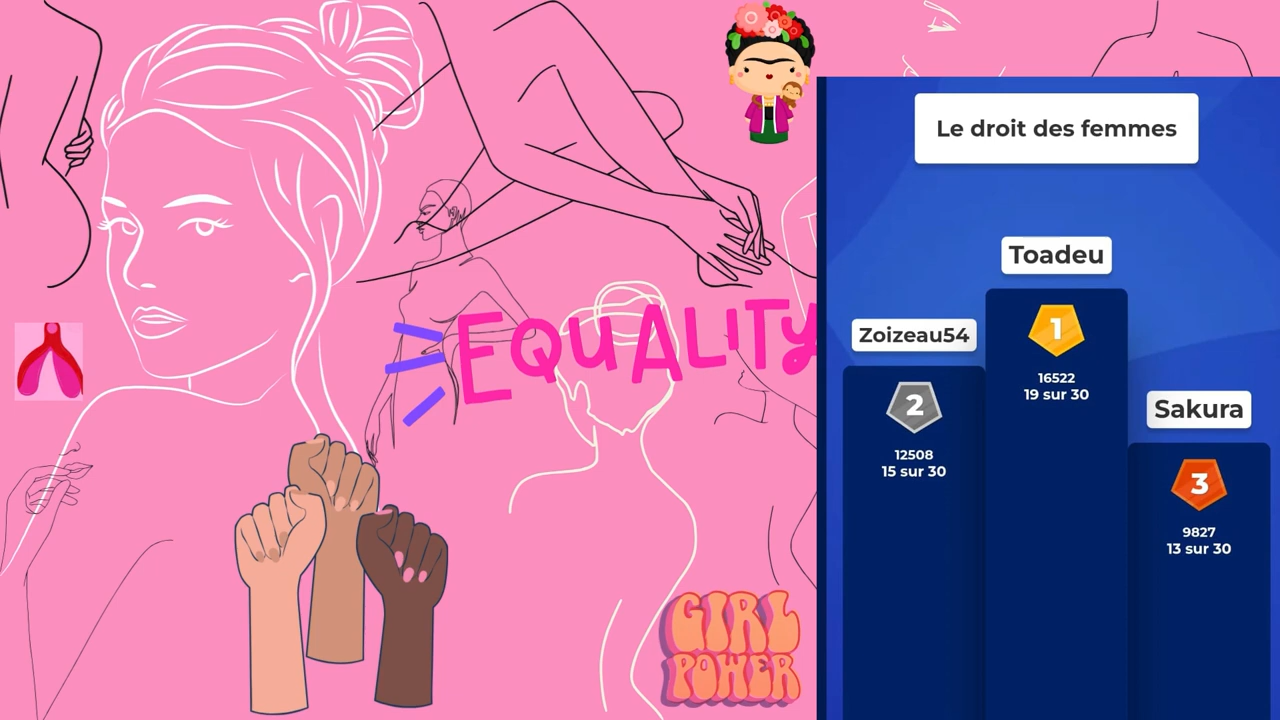 EQUALITY
GIRL
POWER
Le droit des femmes
Toadeu
1
16522
19 sur 30
Zoizeau54
2
12508
15 sur 30
Sakura
3
9827
13 sur 30